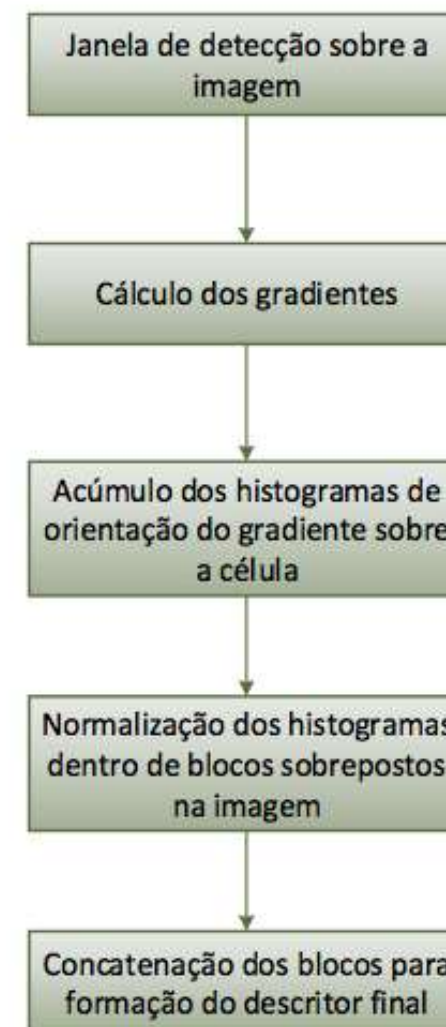 Janela de detecção sobre a
imagem
Cálculo dos gradientes
Acúmulo dos histogramas de
orientação do gradiente sobre
a célula
Normalização dos histogramas
dentro de blocos sobrepostos
na imagem
Concatenação dos blocos para
formação do descritor final